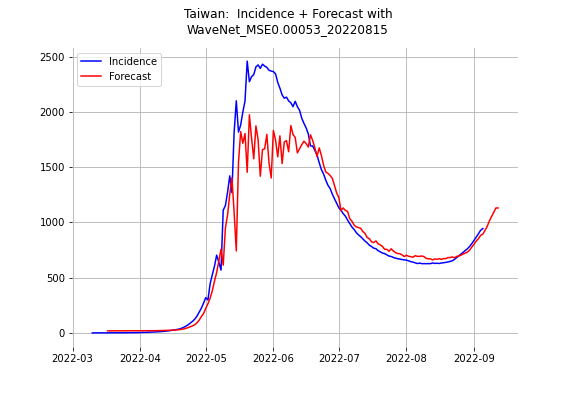 Taiwan:  Incidence + Forecast with
WaveNet_MSE0.00053_20220815
Incidence
Forecast
2500
2000
1500
1000
500
0
2022-03 2022-04 2022-05 2022-06 2022-07 2022-08 2022-09